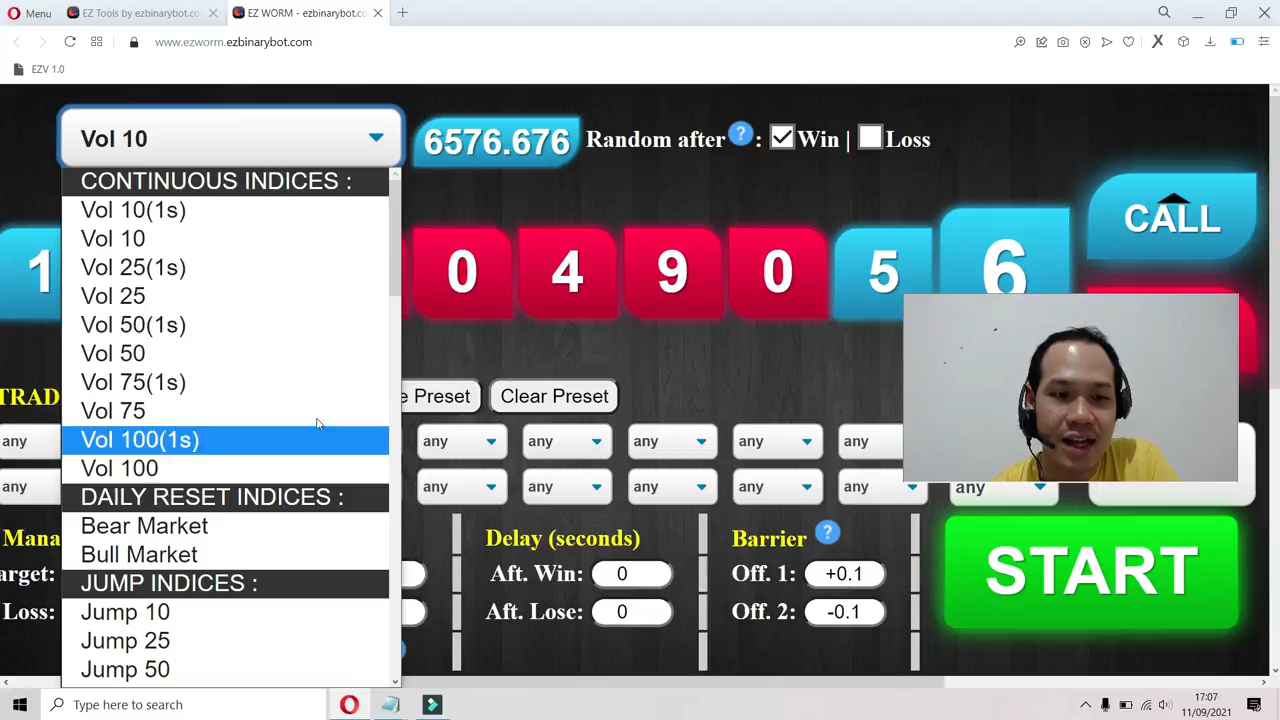 Menu
EZ Tools by ezbinarybot.com
EZ WORM - ezbinarybot.co
www.ezworm.ezbinarybot.com
EZV 1.0
Vol 10
6576.676
Random after ? : Win | Loss
CONTINUOUS INDICES :
Vol 10(1s)
Vol 10
Vol 25(1s)
Vol 25
Vol 50(1s)
Vol 50
Vol 75(1s)
Vol 75
Vol 100(1s)
Vol 100
DAILY RESET INDICES :
Bear Market
Bull Market
JUMP INDICES :
Jump 10
Jump 25
Jump 50
1
0 4 9 0 5 6
CALL
TRAD
e Preset
Clear Preset
any any any any any any
any any any any any any any
Mana
Delay (seconds)
Barrier ?
arget:
Aft. Win: 0
Off. 1: +0.1
Loss:
Aft. Lose: 0
Off. 2: -0.1
START
Type here to search
17:07
11/09/2021